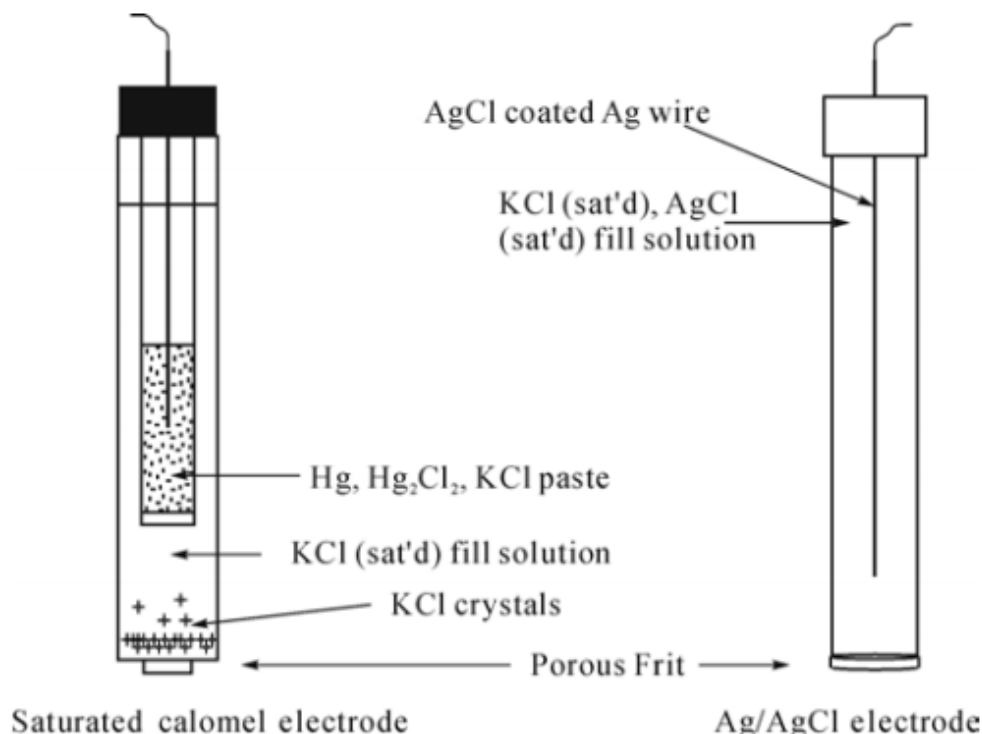 AgCl coated Ag wire
KCl (sat'd), AgCl
(sat'd) fill solution
Hg, Hg₂Cl₂, KCl paste
KCl (sat'd) fill solution
KCl crystals
Porous Frit
Saturated calomel electrode
Ag/AgCl electrode